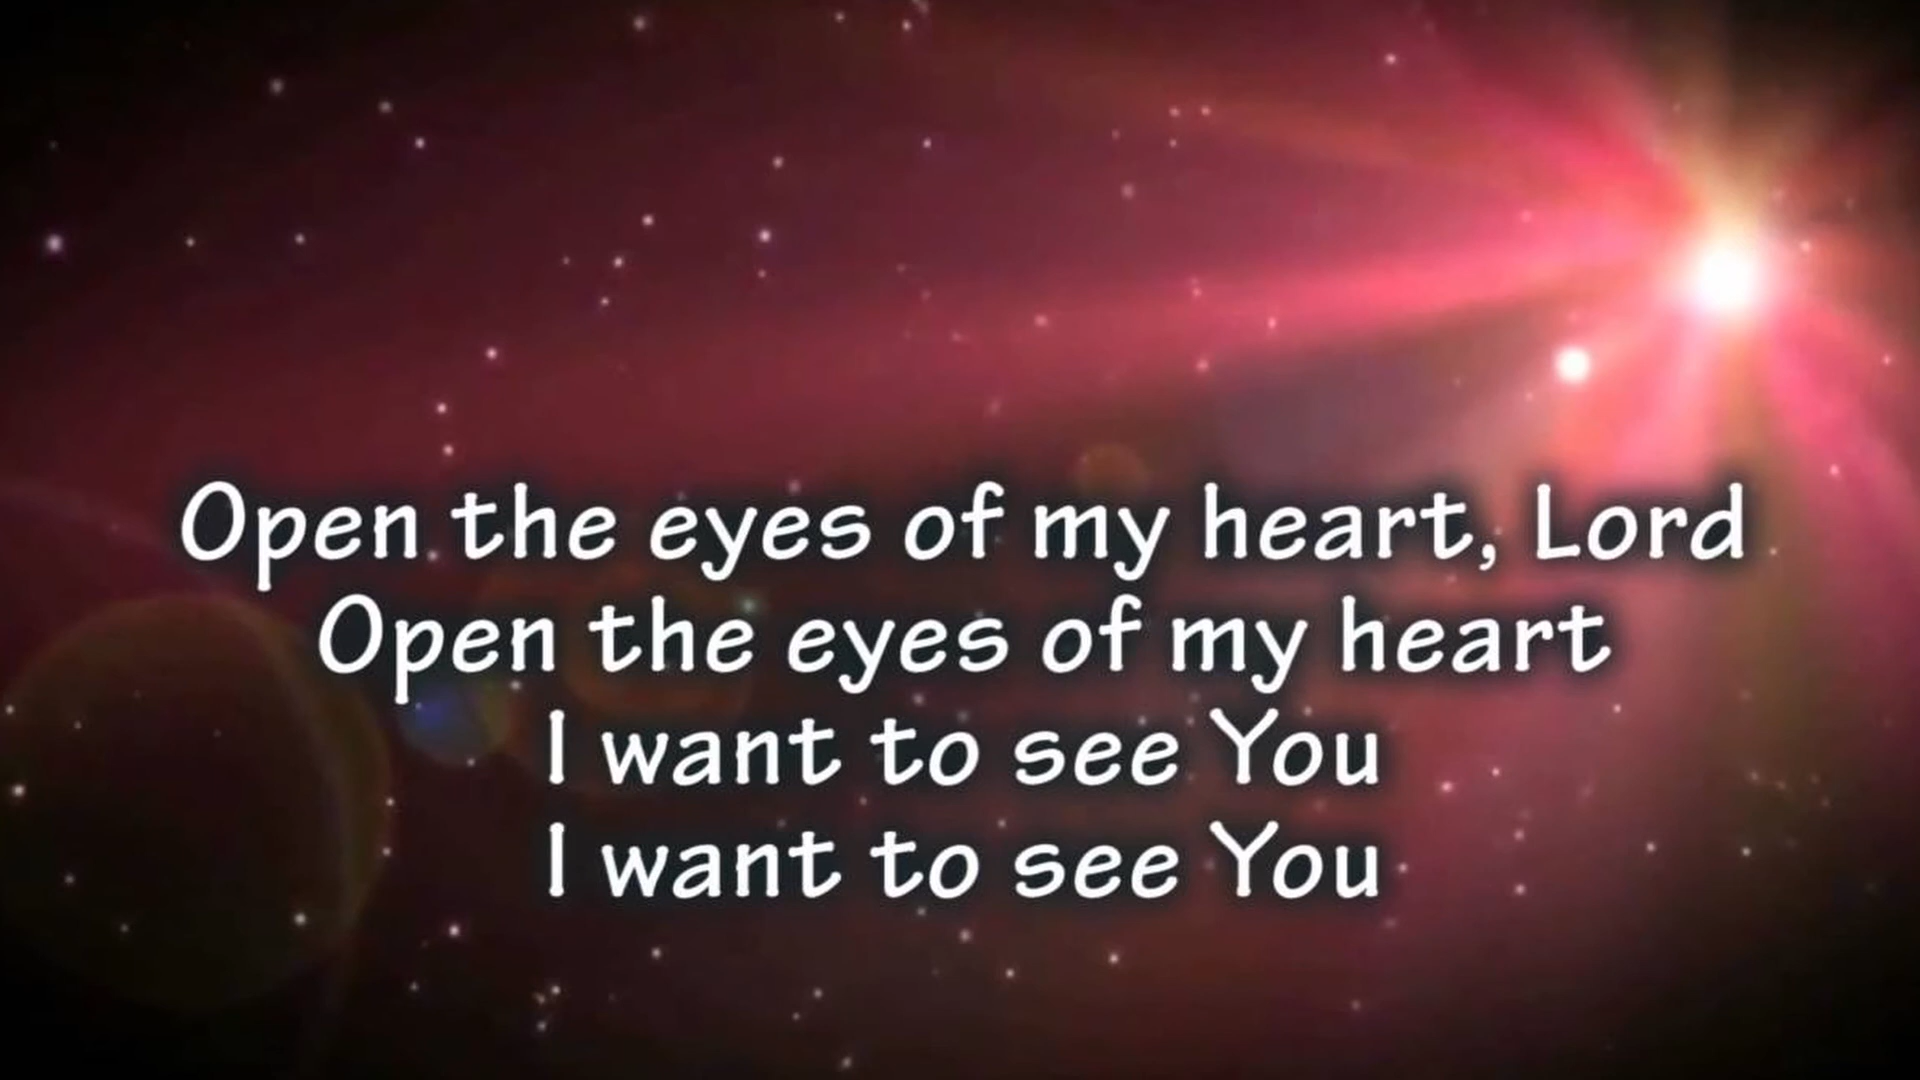 Open the eyes of my heart, Lord
Open the eyes of my heart
I want to see You
I want to see You